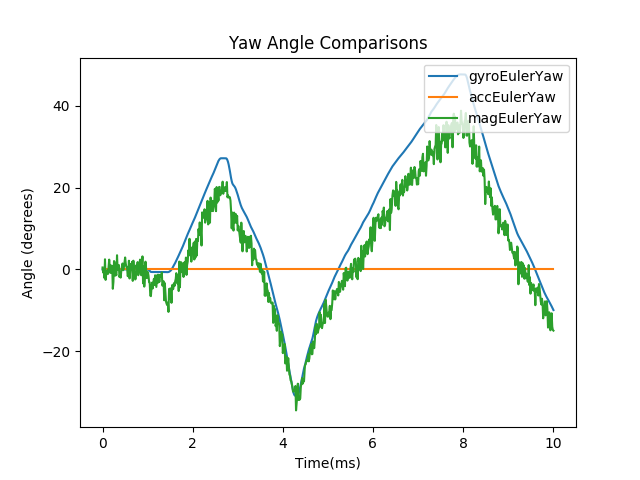 Yaw Angle Comparisons
gyroEulerYaw
accEulerYaw
magEulerYaw
Angle (degrees)
40
20
0
−20
0 2 4 6 8 10
Time(ms)